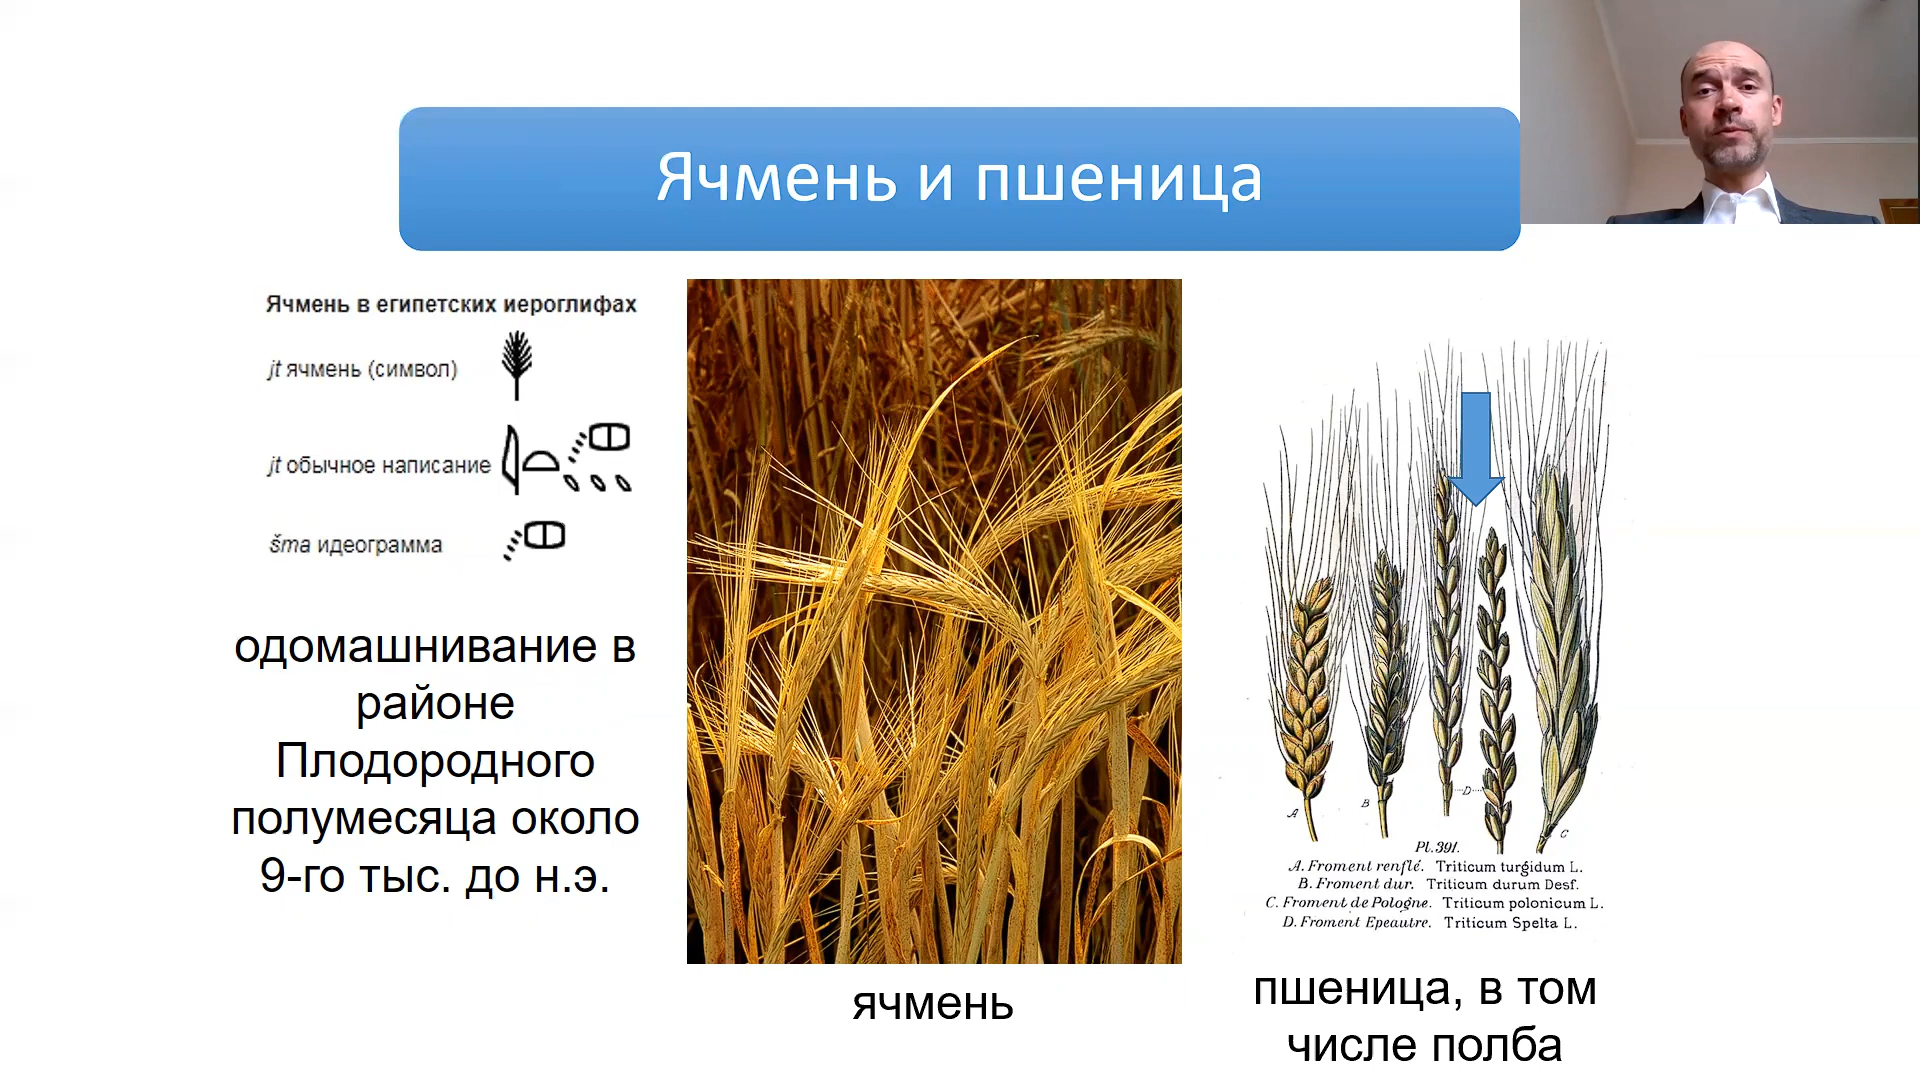 Ячмень и пшеница
Ячмень в египетских иероглифах
jt ячмень (символ)
jt обычное написание
šma идеограмма
одомашнивание в
районе
Плодородного
полумесяца около
9-го тыс. до н.э.
ячмень
A
B
D
C
Pl. 391.
A. Froment renflé. Triticum turgidum L.
B. Froment dur. Triticum durum Desf.
C. Froment de Pologne. Triticum polonicum L.
D. Froment Epeautre. Triticum Spelta L.
пшеница, в том
числе полба